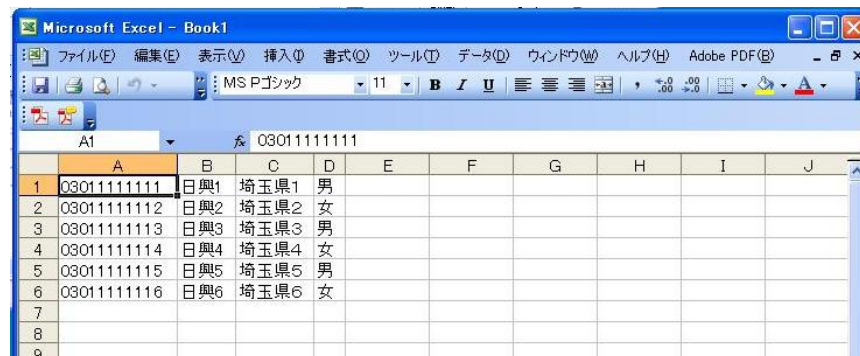 Microsoft Excel - Book1
ファイル(F) 編集(E) 表示(V) 挿入(I) 書式(O) ツール(T) データ(D) ウィンドウ(W) ヘルプ(H) Adobe PDF(B)
MS Pゴシック 11 B I U
A1 fx 03011111111
A B C D E F G H I J
1 03011111111 日興1 埼玉県1 男
2 03011111112 日興2 埼玉県2 女
3 03011111113 日興3 埼玉県3 男
4 03011111114 日興4 埼玉県4 女
5 03011111115 日興5 埼玉県5 男
6 03011111116 日興6 埼玉県6 女
7
8
9